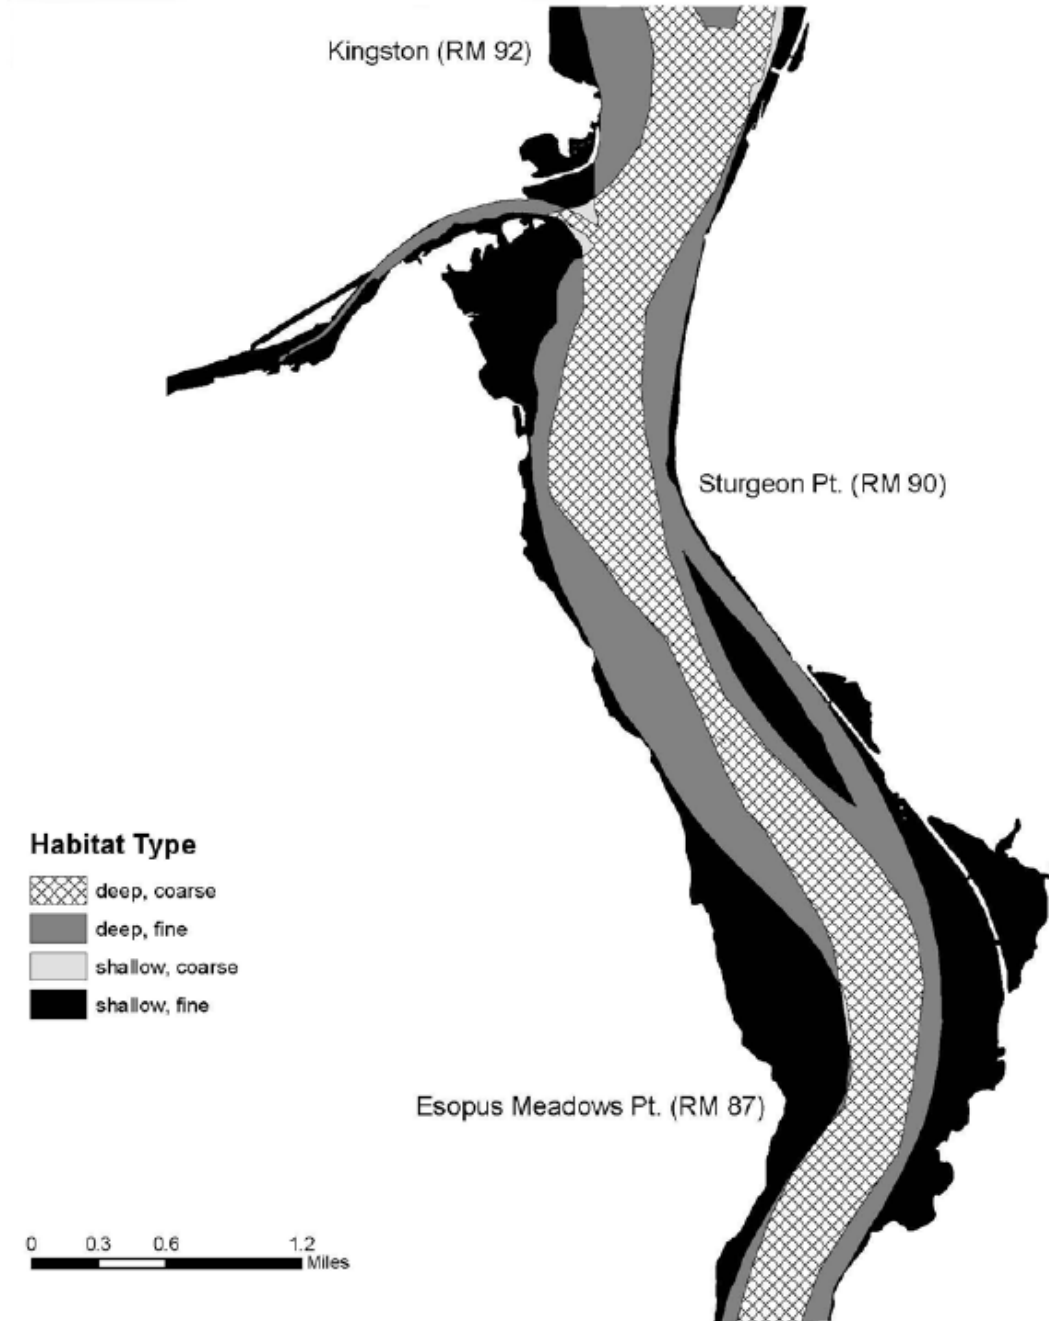 Kingston (RM 92)
Sturgeon Pt. (RM 90)
Habitat Type
deep, coarse
deep, fine
shallow, coarse
shallow, fine
Esopus Meadows Pt. (RM 87)
0 0.3 0.6 1.2
Miles